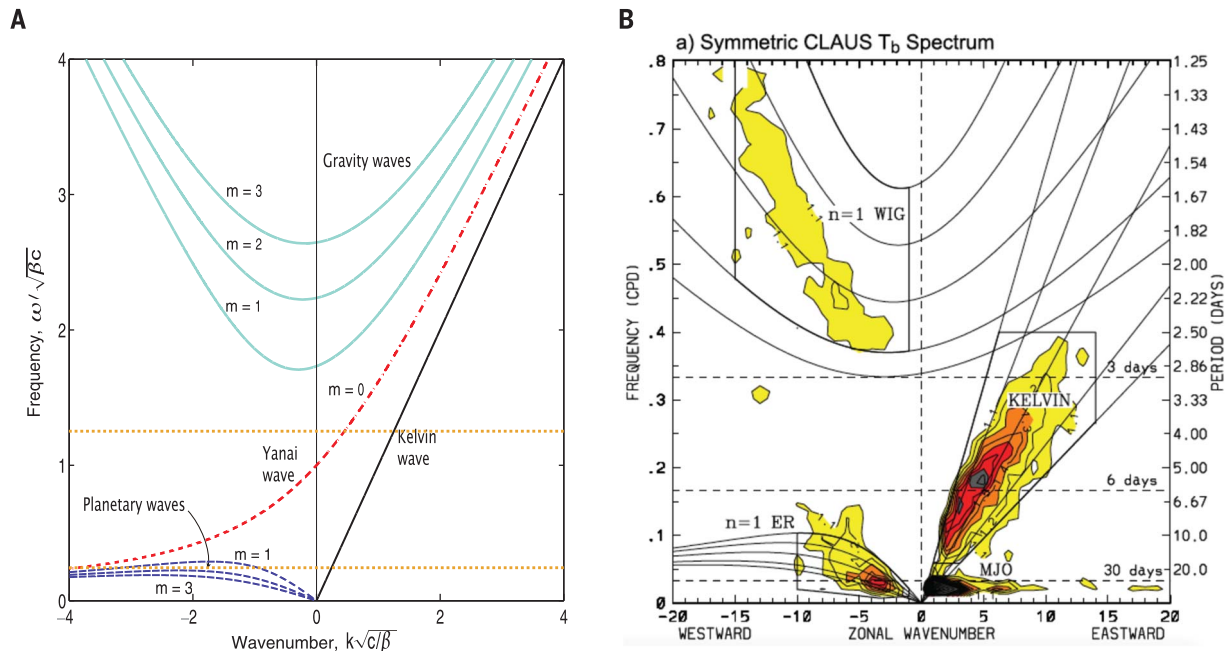 A
4
3
2
1
0
Frequency, ω/√βc
−4
−2
0
2
4
Wavenumber, k√c/β
Gravity waves
m = 3
m = 2
m = 1
m = 0
Yanai
wave
Kelvin
wave
Planetary waves
m = 1
m = 3
B
a) Symmetric CLAUS Tb Spectrum
.8
.7
.6
.5
.4
.3
.2
.1
.0
FREQUENCY (CPD)
1.25
1.33
1.43
1.54
1.67
1.82
2.00
2.22
2.50
2.86
3.33
4.00
5.00
6.67
10.0
20.0
PERIOD (DAYS)
n=1 WIG
3 days
KELVIN
6 days
n=1 ER
MJO
30 days
-20
-15
-10
-5
0
5
10
15
20
WESTWARD
ZONAL WAVENUMBER
EASTWARD